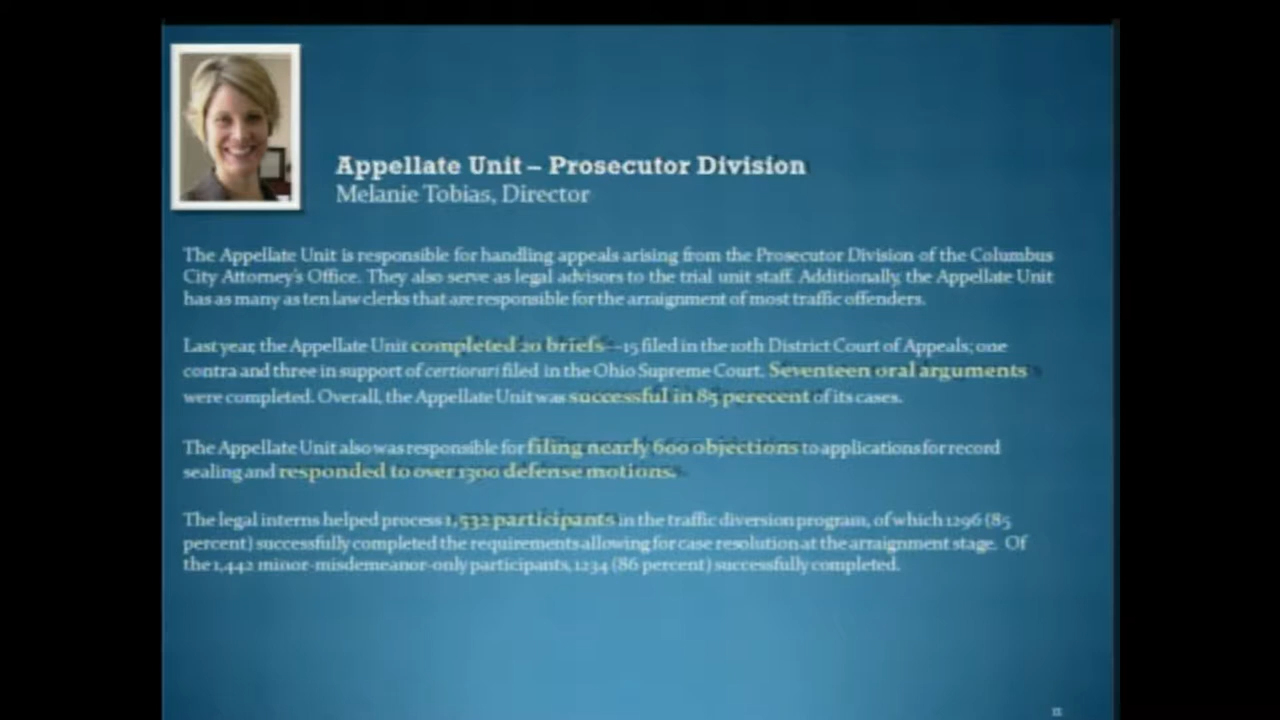 Appellate Unit – Prosecutor Division
Melanie Tobias, Director
The Appellate Unit is responsible for handling appeals arising from the Prosecutor Division of the Columbus
City Attorney's Office. They also serve as legal advisors to the trial unit staff. Additionally, the Appellate Unit
has as many as ten law clerks that are responsible for the arraignment of most traffic offenders.
Last year, the Appellate Unit completed 20 briefs—15 filed in the 10th District Court of Appeals; one
contra and three in support of certiorari filed in the Ohio Supreme Court. Seventeen oral arguments
were completed. Overall, the Appellate Unit was successful in 85 perecent of its cases.
The Appellate Unit also was responsible for filing nearly 600 objections to applications for record
sealing and responded to over 1300 defense motions.
The legal interns helped process 1,532 participants in the traffic diversion program, of which 1296 (85
percent) successfully completed the requirements allowing for case resolution at the arraignment stage. Of
the 1,442 minor-misdemeanor-only participants, 1234 (86 percent) successfully completed.